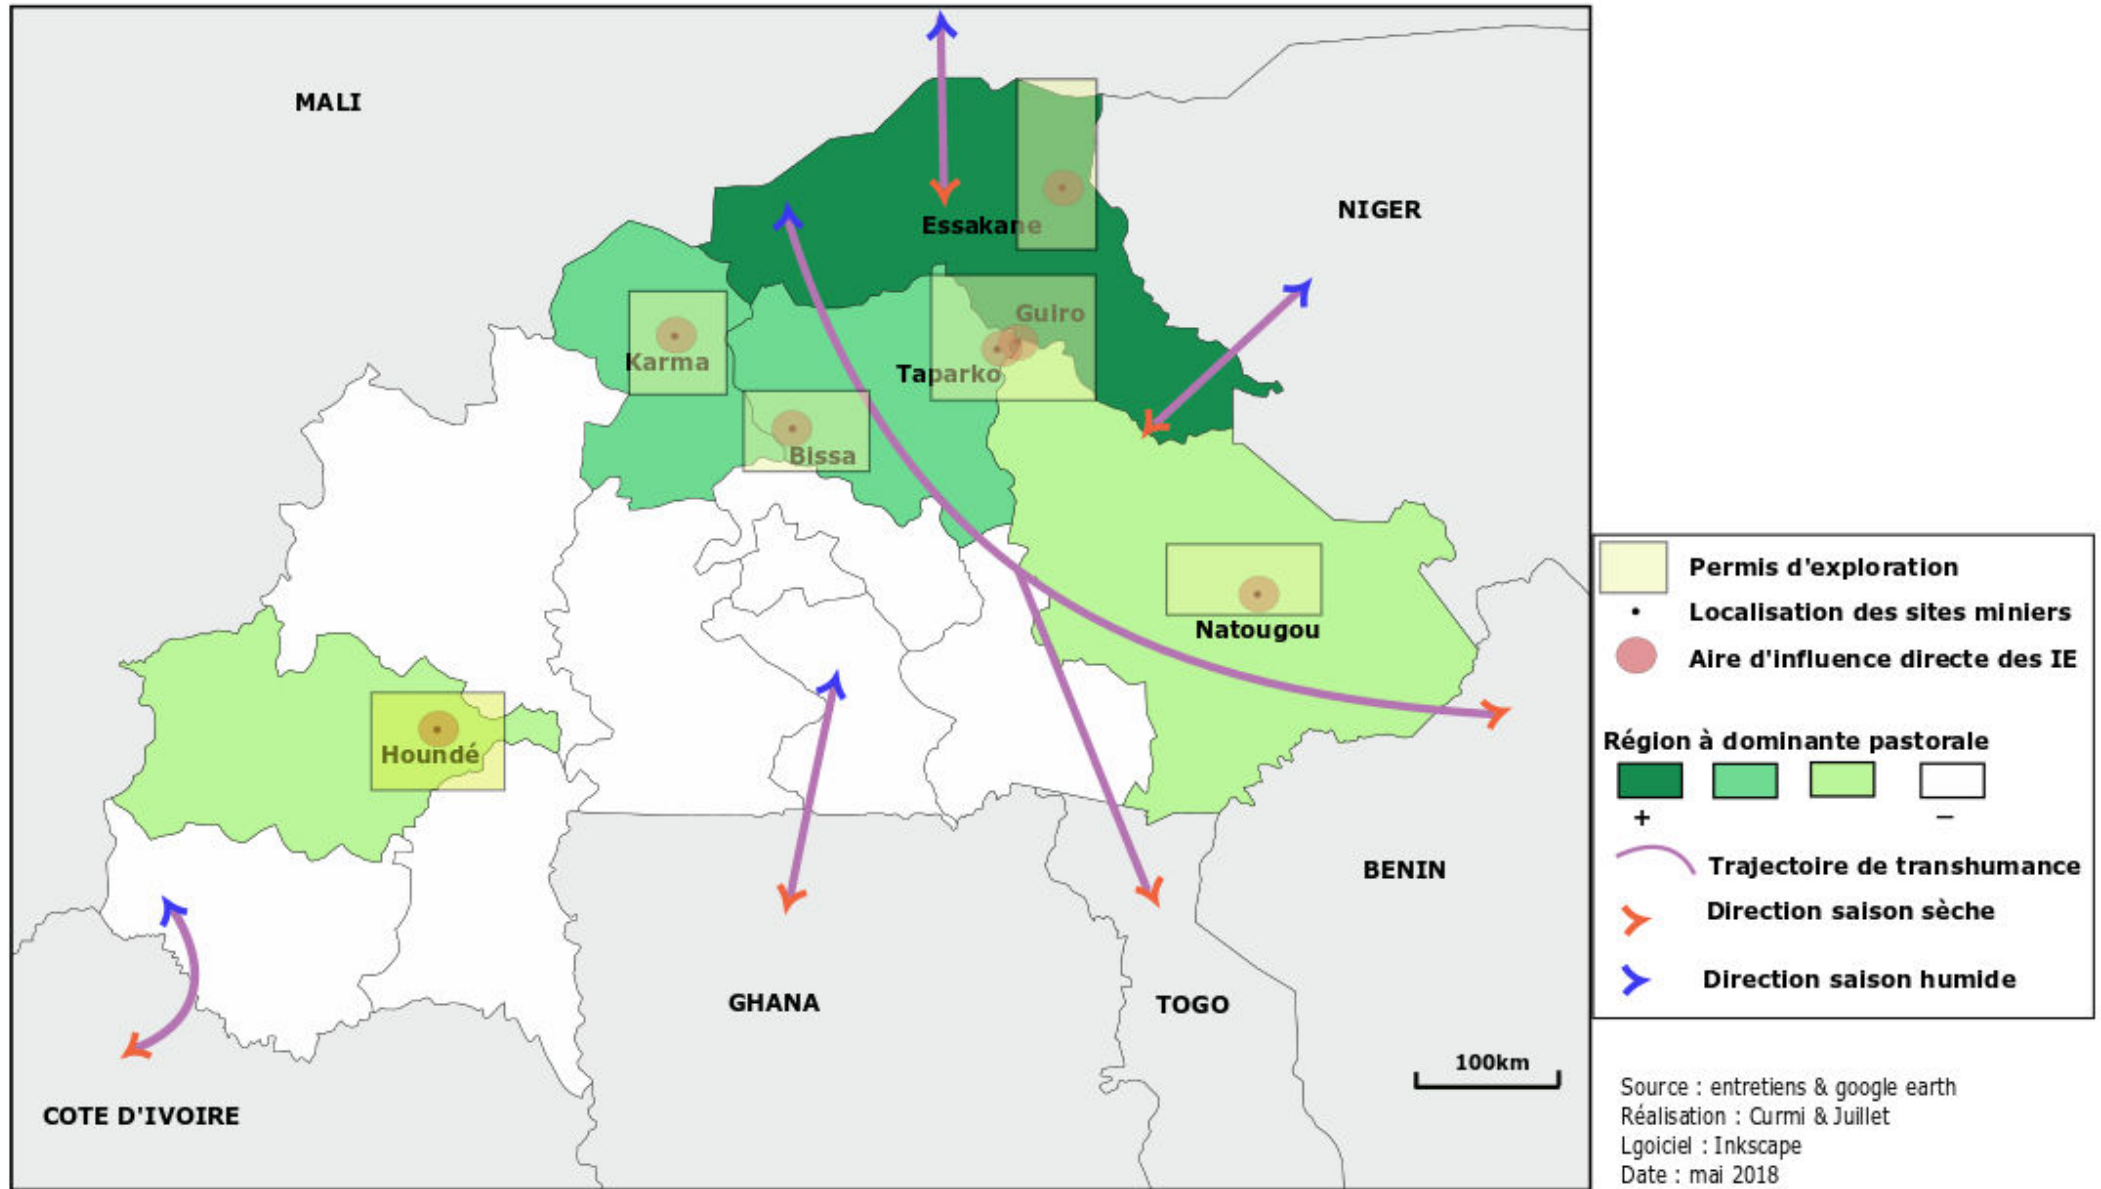 MALI
NIGER
Essakane
Guiro
Karma
Taparko
Bissa
Natougou
Houndé
BENIN
GHANA
TOGO
COTE D'IVOIRE
100km
Permis d'exploration
Localisation des sites miniers
Aire d'influence directe des IE
Région à dominante pastorale
+ −
Trajectoire de transhumance
Direction saison sèche
Direction saison humide
Source : entretiens & google earth
Réalisation : Curmi & Juillet
Lgoiciel : Inkscape
Date : mai 2018